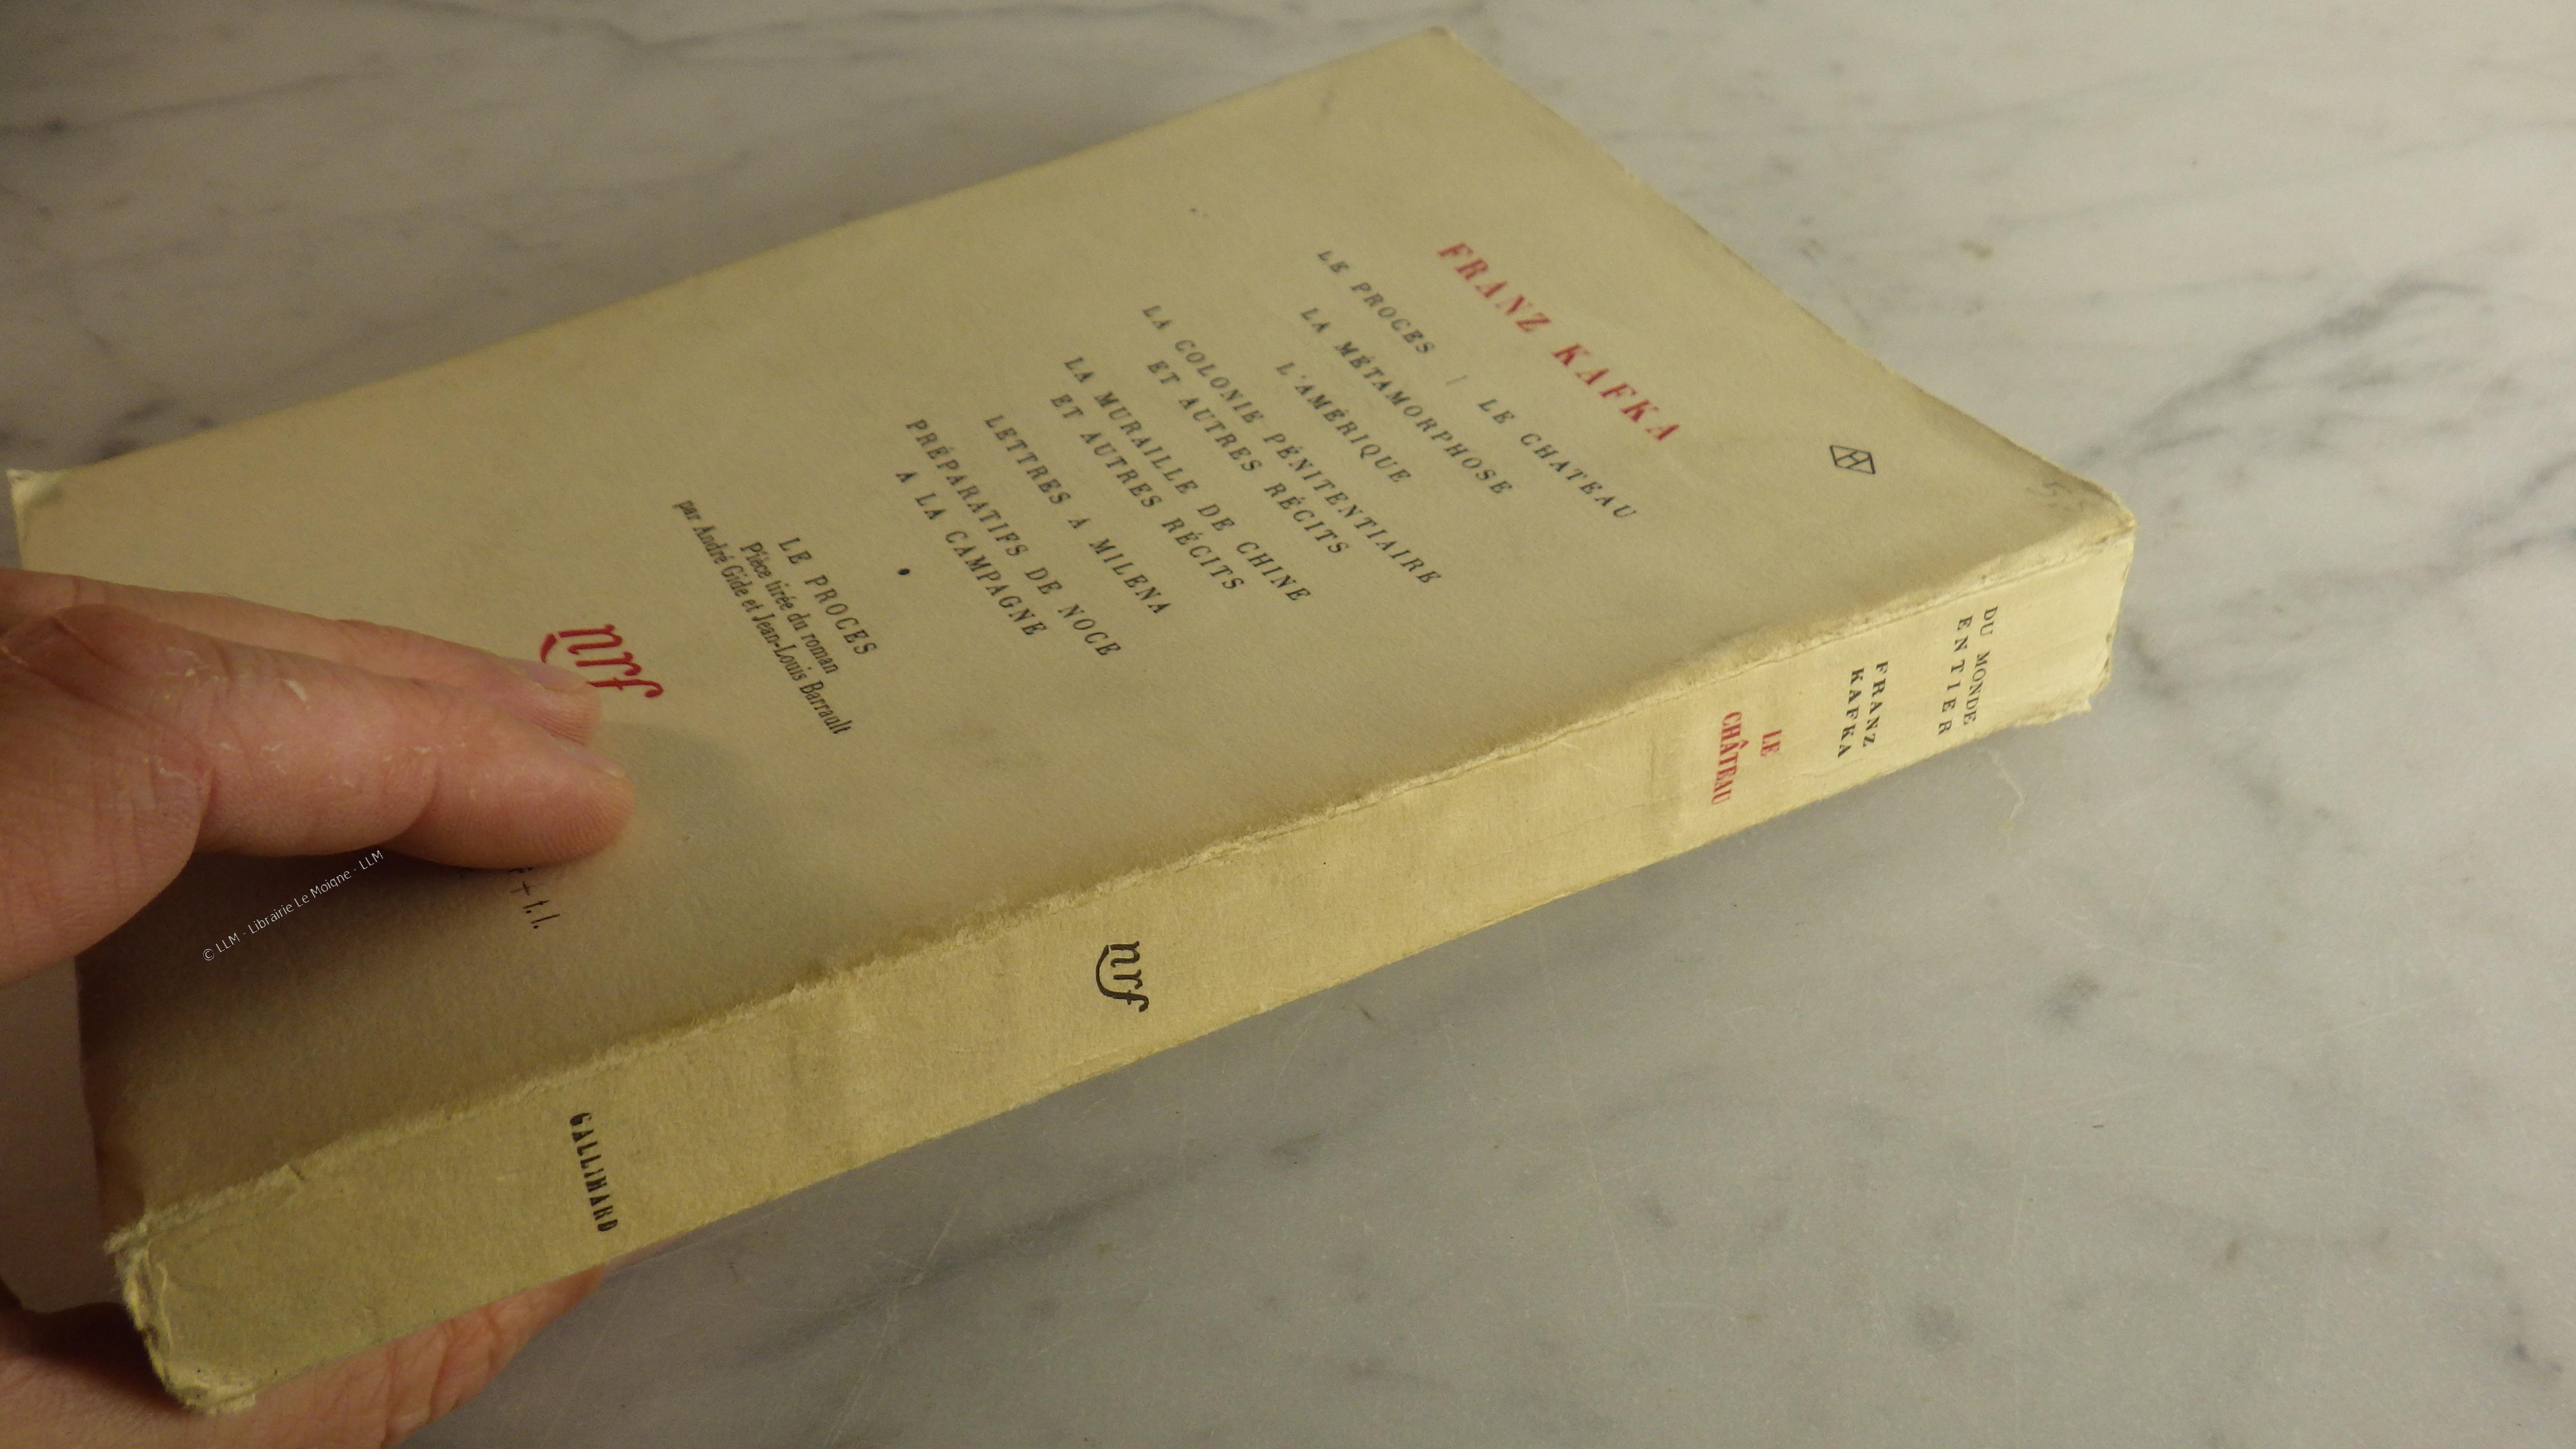 FRANZ KAFKA
LE PROCES | LE CHATEAU
LA MÉTAMORPHOSE
L'AMÉRIQUE
LA COLONIE PÉNITENTIAIRE
ET AUTRES RÉCITS
LA MURAILLE DE CHINE
ET AUTRES RÉCITS
LETTRES A MILENA
PRÉPARATIFS DE NOCE
A LA CAMPAGNE
•
LE PROCES
Pièce tirée du roman
par André Gide et Jean-Louis Barrault
nrf
+ t. l.
DU MONDE
ENTIER
FRANZ
KAFKA
LE
CHÂTEAU
nrf
GALLIMARD
© LLM - Librairie Le Moigne - LLM